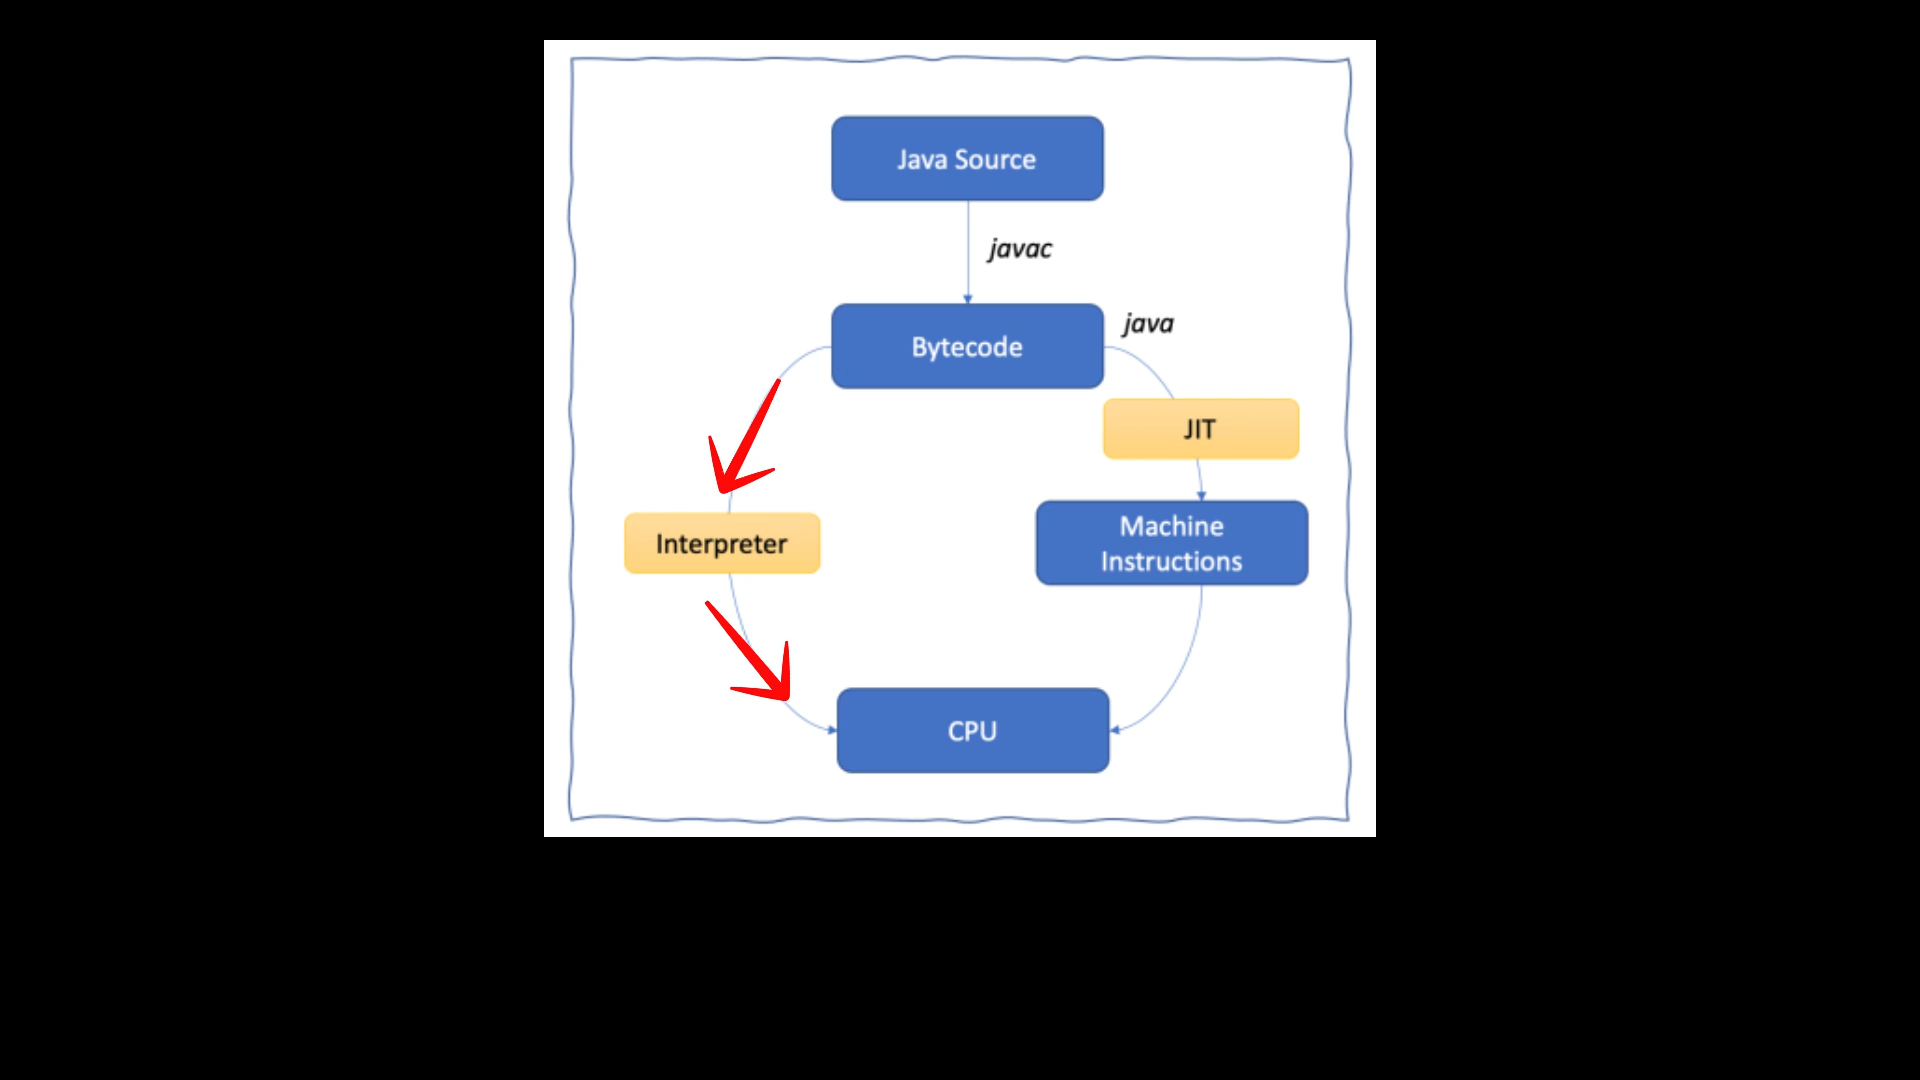 Java Source
javac
Bytecode
java
JIT
Interpreter
Machine
Instructions
CPU